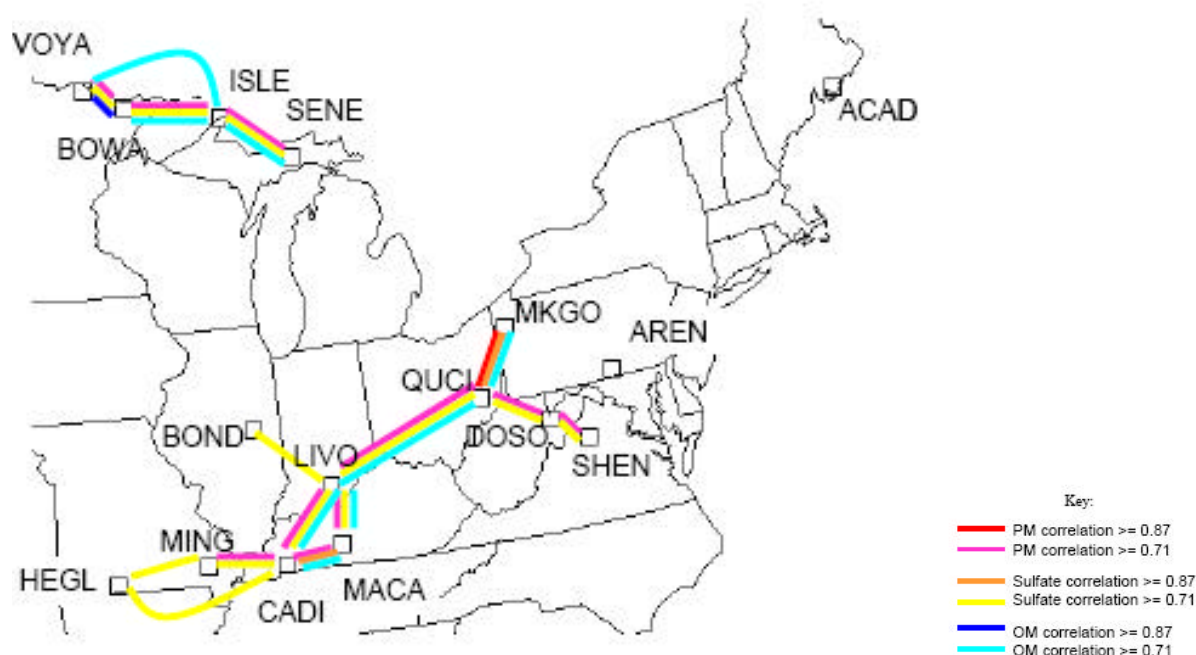 VOYA
ISLE
SENE
BOWA
ACAD
MKGO
AREN
QUCI
BOND
LIVO
DOSO
SHEN
MING
HEGL
CADI
MACA
Key:
PM correlation >= 0.87
PM correlation >= 0.71
Sulfate correlation >= 0.87
Sulfate correlation >= 0.71
OM correlation >= 0.87
OM correlation >= 0.71